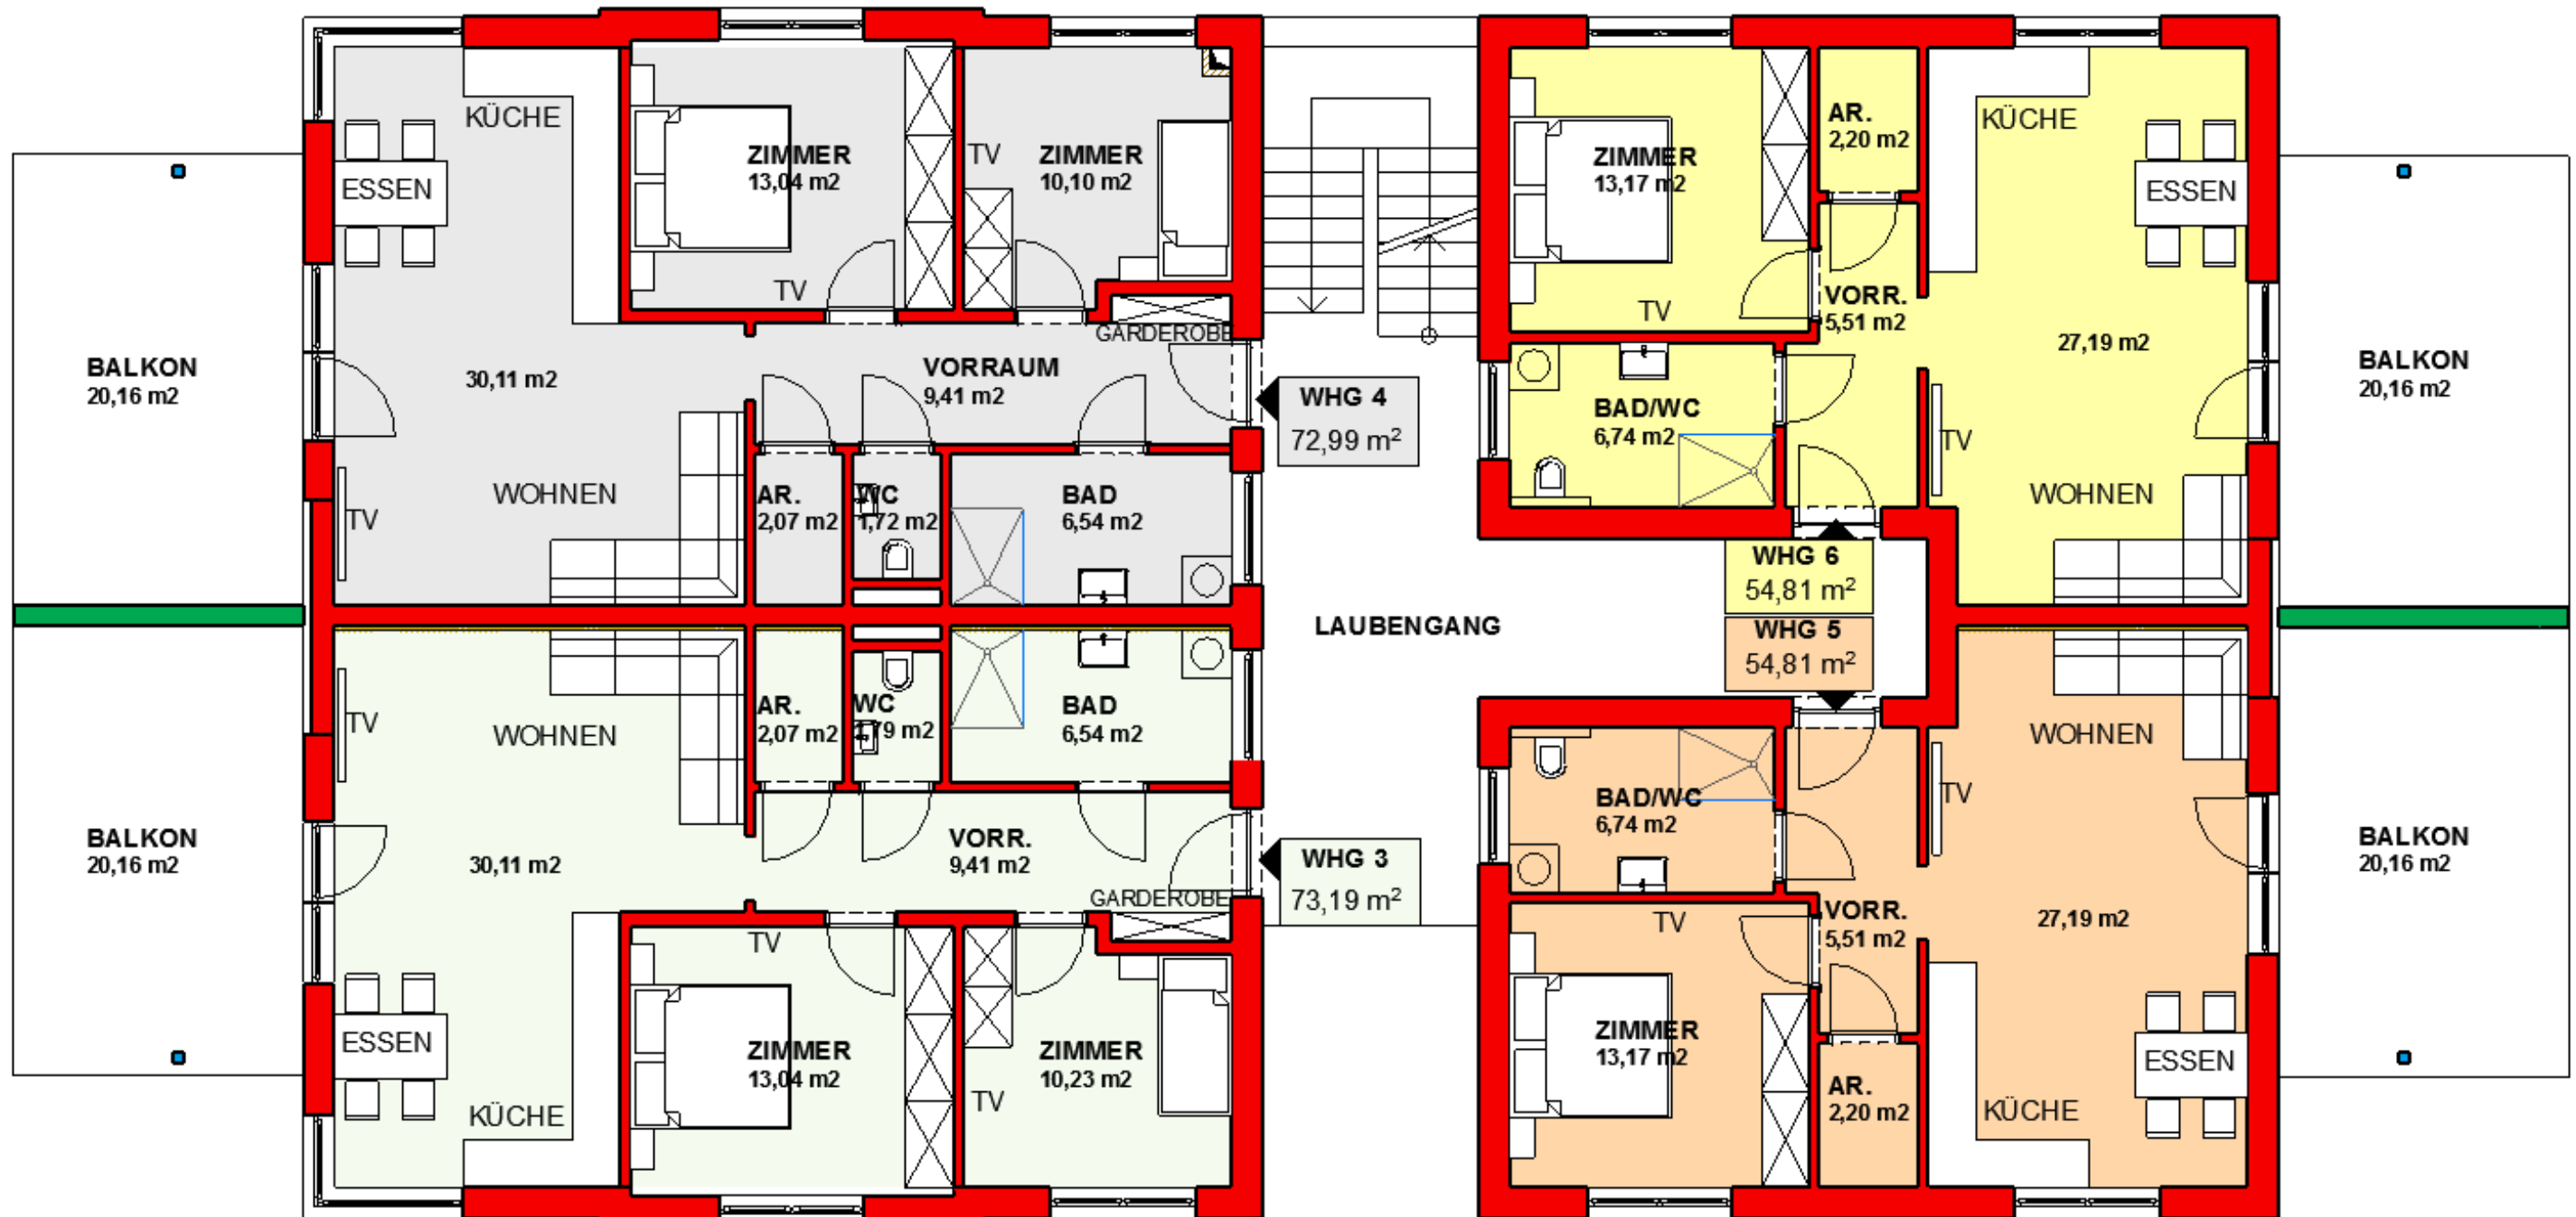 KÜCHE
ESSEN
ZIMMER
13,04 m2
TV
TV
ZIMMER
10,10 m2
GARDEROBE
BALKON
20,16 m2
30,11 m2
VORRAUM
9,41 m2
WHG 4
72,99 m²
WOHNEN
TV
AR.
2,07 m2
WC
1,72 m2
BAD
6,54 m2
ZIMMER
13,17 m2
TV
AR.
2,20 m2
VORR.
5,51 m2
KÜCHE
ESSEN
27,19 m2
BALKON
20,16 m2
BAD/WC
6,74 m2
TV
WOHNEN
WHG 6
54,81 m²
LAUBENGANG
WHG 5
54,81 m²
TV
WOHNEN
AR.
2,07 m2
WC
1,79 m2
BAD
6,54 m2
BALKON
20,16 m2
30,11 m2
VORR.
9,41 m2
WHG 3
73,19 m²
GARDEROBE
ESSEN
KÜCHE
TV
ZIMMER
13,04 m2
ZIMMER
10,23 m2
TV
WOHNEN
TV
BAD/WC
6,74 m2
BALKON
20,16 m2
TV
VORR.
5,51 m2
27,19 m2
ZIMMER
13,17 m2
AR.
2,20 m2
ESSEN
KÜCHE